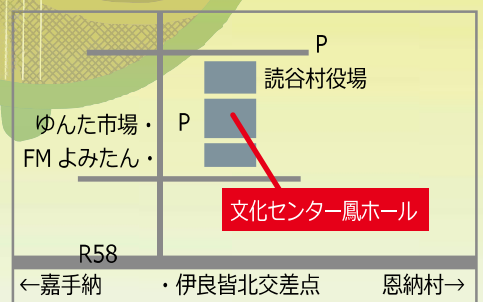 P
読谷村役場
ゆんた市場・ P
FM よみたん・
文化センター鳳ホール
R58
←嘉手納 ・伊良皆北交差点 恩納村→